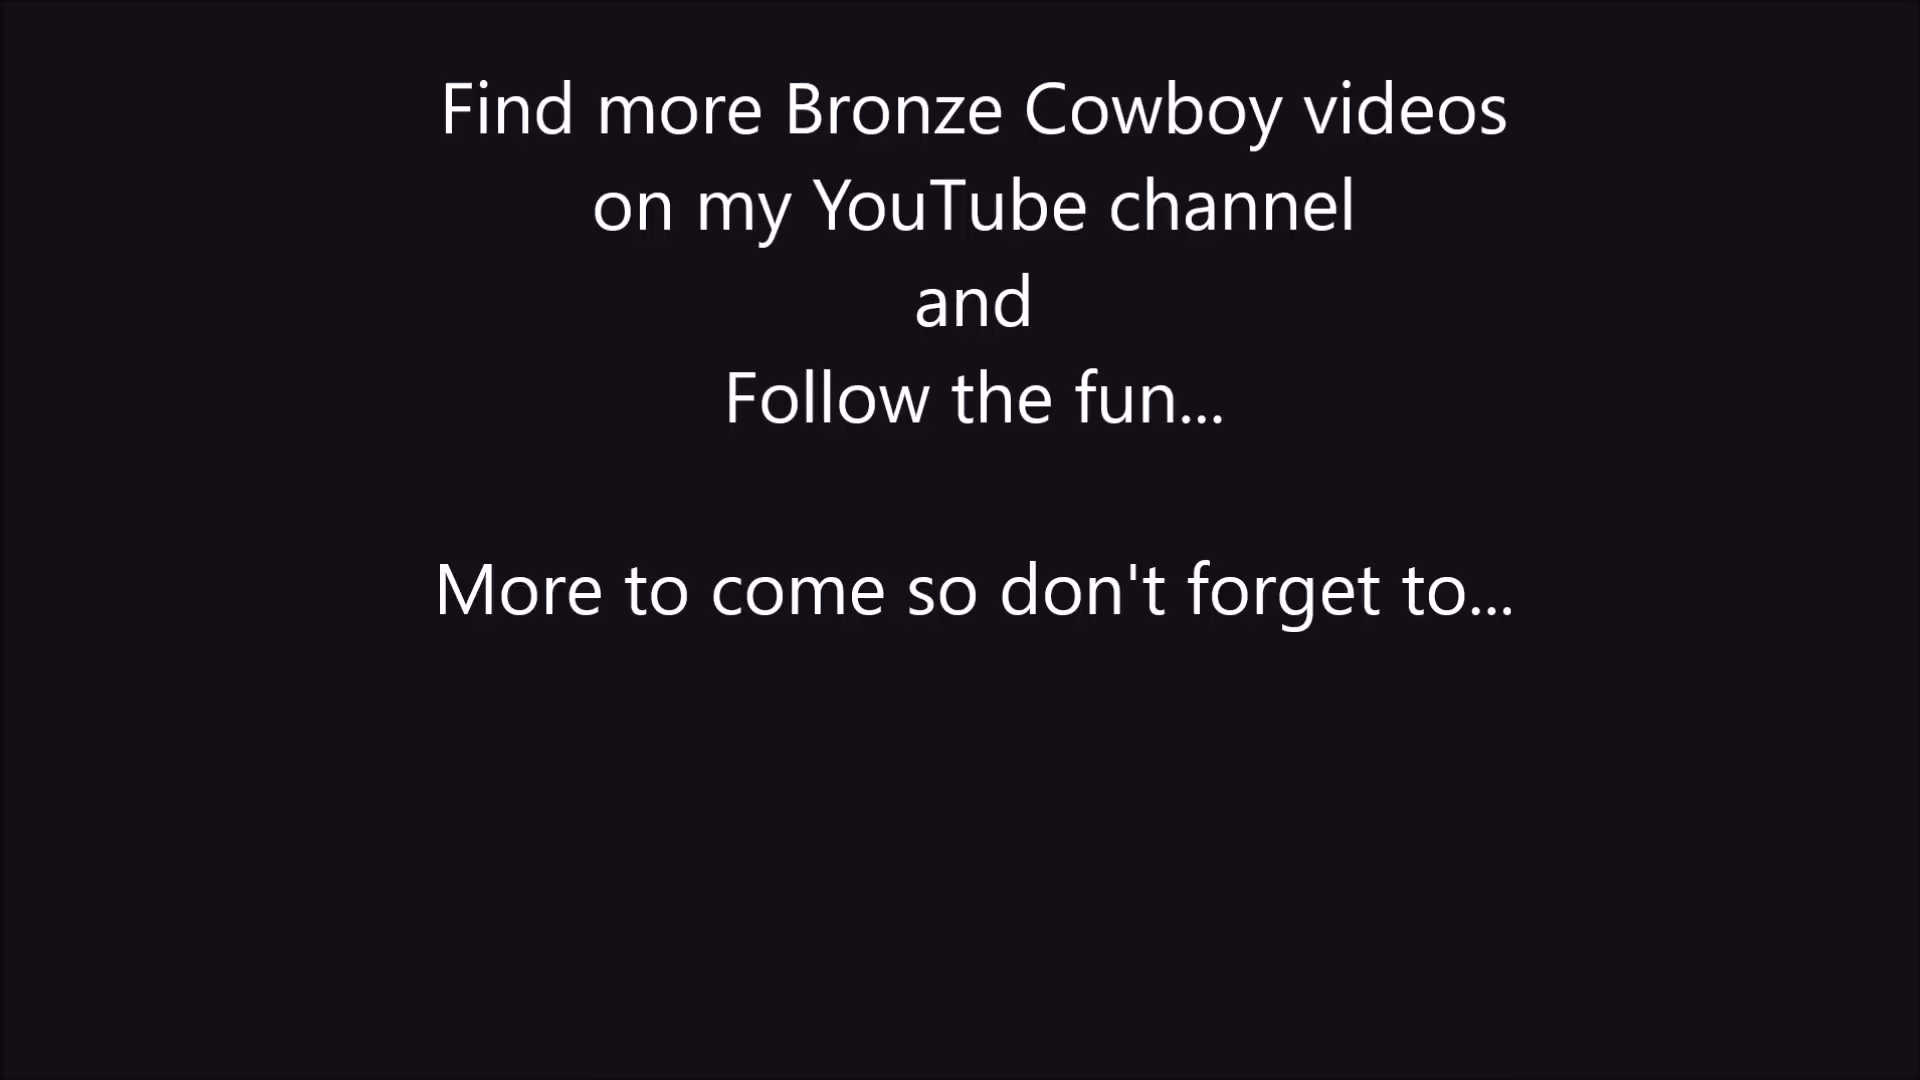 Find more Bronze Cowboy videos
on my YouTube channel
and
Follow the fun...
More to come so don't forget to...